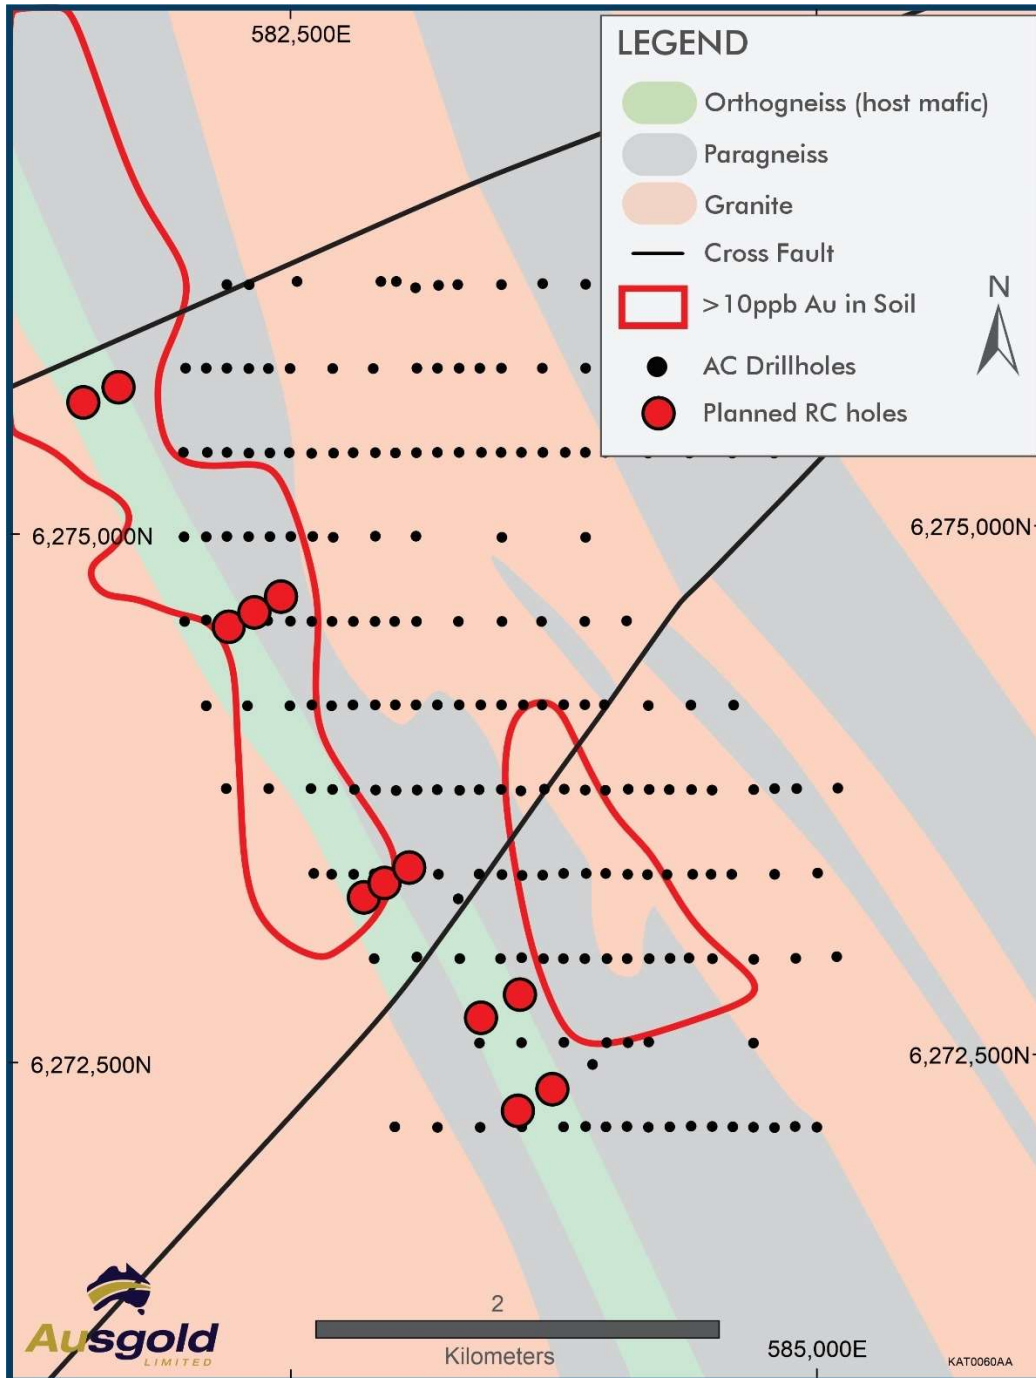 582,500E
LEGEND
Orthogneiss (host mafic)
Paragneiss
Granite
Cross Fault
>10ppb Au in Soil
AC Drillholes
Planned RC holes
N
6,275,000N
6,275,000N
6,272,500N
6,272,500N
2
Kilometers
585,000E
Ausgold
LIMITED
KAT0060AA